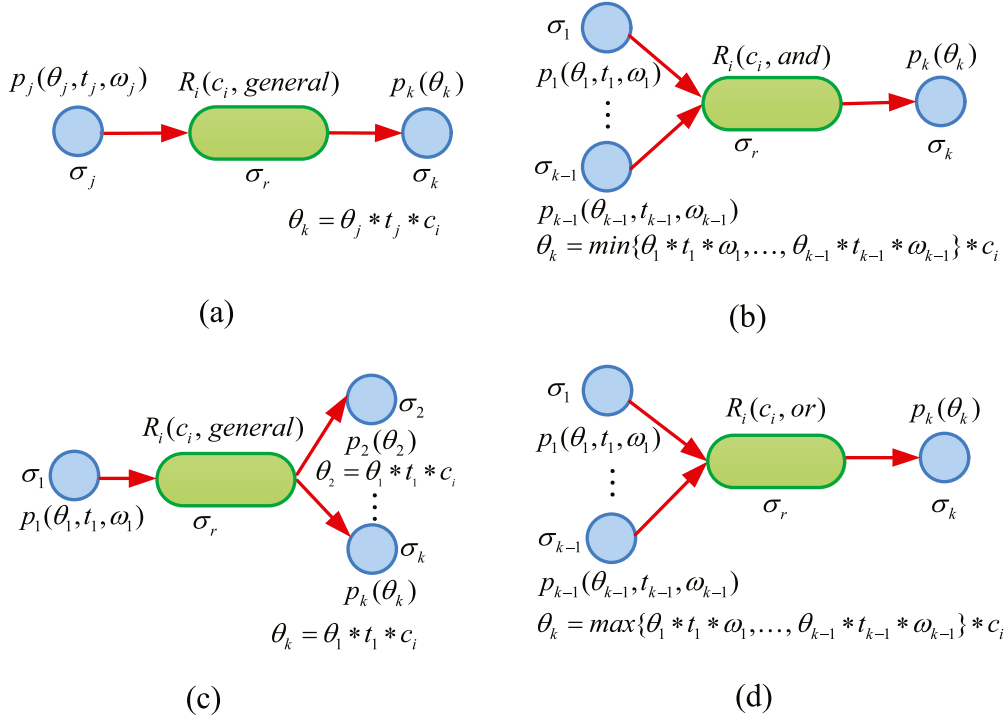 p_j(θ_j, t_j, ω_j)
R_i(c_i, general)
p_k(θ_k)
σ_j
σ_r
σ_k
θ_k = θ_j * t_j * c_i
(a)
σ_1
p_1(θ_1, t_1, ω_1)
R_i(c_i, and)
p_k(θ_k)
σ_r
σ_k
σ_{k-1}
p_{k-1}(θ_{k-1}, t_{k-1}, ω_{k-1})
θ_k = min{θ_1 * t_1 * ω_1, ..., θ_{k-1} * t_{k-1} * ω_{k-1}} * c_i
(b)
R_i(c_i, general)
σ_1
p_1(θ_1, t_1, ω_1)
σ_r
σ_2
p_2(θ_2)
θ_2 = θ_1 * t_1 * c_i
σ_k
p_k(θ_k)
θ_k = θ_1 * t_1 * c_i
(c)
σ_1
p_1(θ_1, t_1, ω_1)
R_i(c_i, or)
p_k(θ_k)
σ_r
σ_k
σ_{k-1}
p_{k-1}(θ_{k-1}, t_{k-1}, ω_{k-1})
θ_k = max{θ_1 * t_1 * ω_1, ..., θ_{k-1} * t_{k-1} * ω_{k-1}} * c_i
(d)